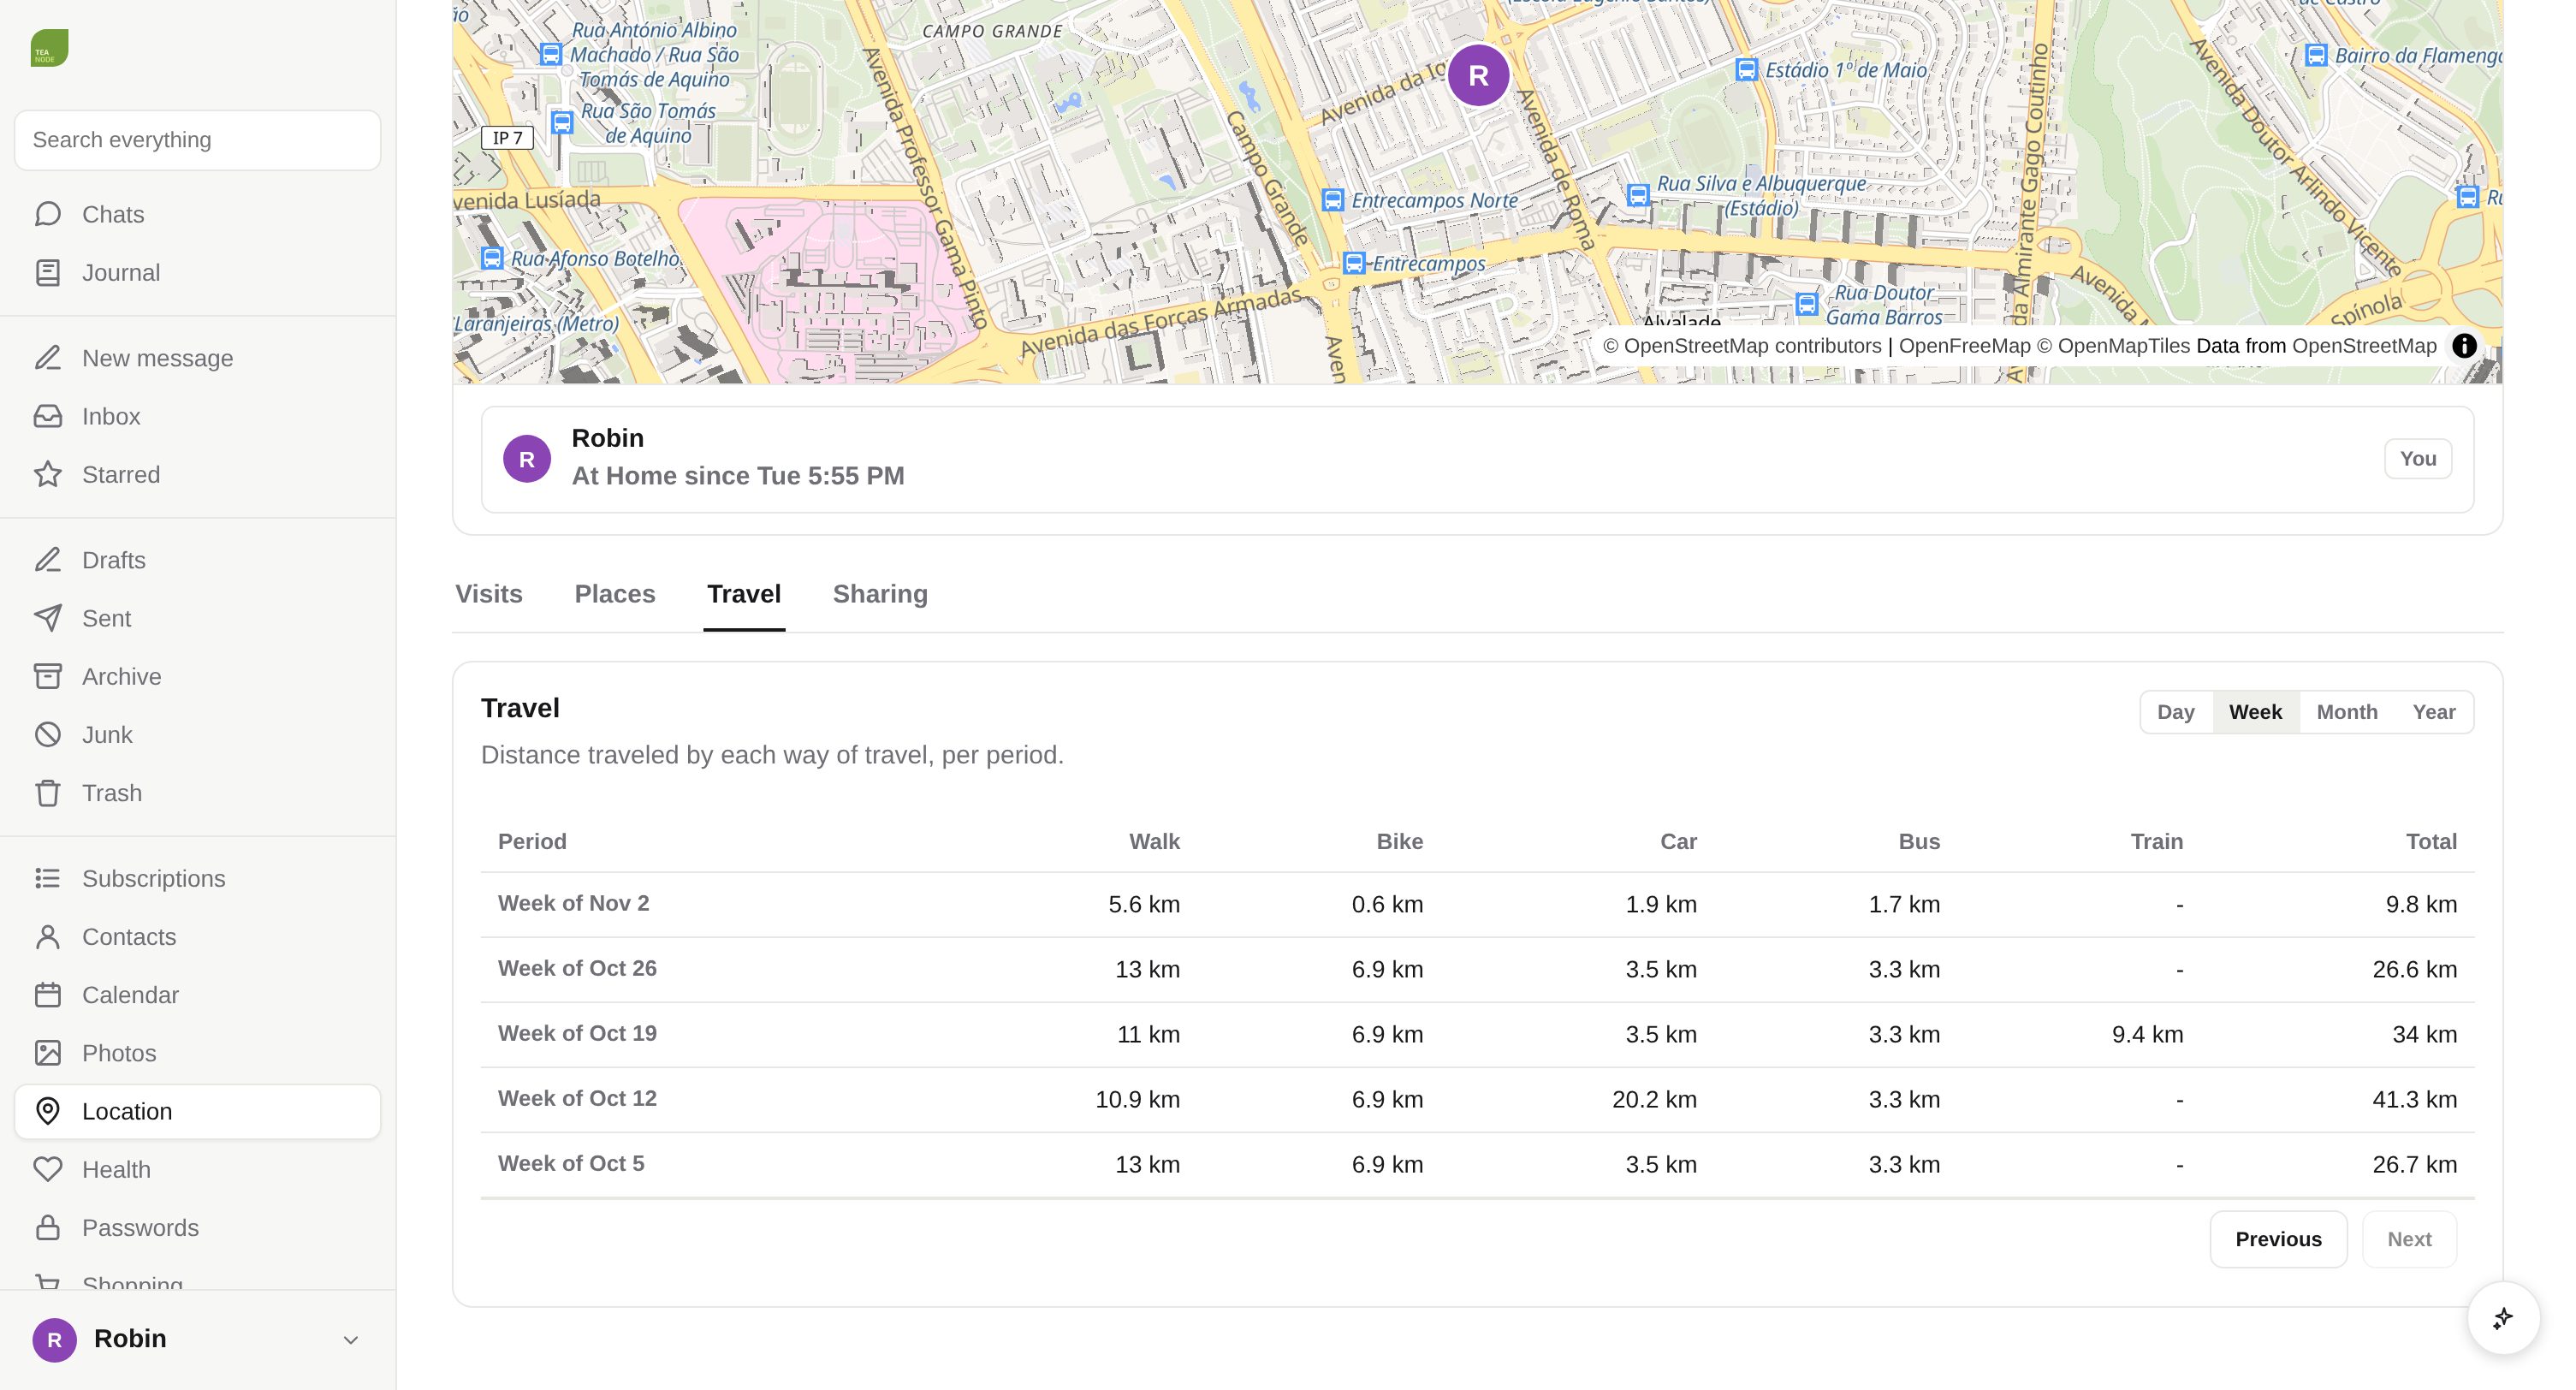 TEA
NODE
Search everything
Chats
Journal
New message
Inbox
Starred
Drafts
Sent
Archive
Junk
Trash
Subscriptions
Contacts
Calendar
Photos
Location
Health
Passwords
Shopping
R
Robin
Rua António Albino
Machado / Rua São
Tomás de Aquino
Rua São Tomás
de Aquino
IP 7
CAMPO GRANDE
Avenida Professor Gama Pinto
Campo Grande
Avenida da Ig
R
Avenida de Roma
Estádio 1º de Maio
Avenida Doutor Arlindo Vicente
Rua Silva e Albuquerque
(Estádio)
Entrecampos Norte
Entrecampos
Rua Afonso Botelho
Laranjeiras (Metro)
Avenida das Forças Armadas
Rua Doutor
Gama Barros
Alvalade
Spínola
© OpenStreetMap contributors | OpenFreeMap © OpenMapTiles Data from OpenStreetMap
R
Robin
At Home since Tue 5:55 PM
You
Visits
Places
Travel
Sharing
Travel
Distance traveled by each way of travel, per period.
Day
Week
Month
Year
Period Walk Bike Car Bus Train Total
Week of Nov 2 5.6 km 0.6 km 1.9 km 1.7 km - 9.8 km
Week of Oct 26 13 km 6.9 km 3.5 km 3.3 km - 26.6 km
Week of Oct 19 11 km 6.9 km 3.5 km 3.3 km 9.4 km 34 km
Week of Oct 12 10.9 km 6.9 km 20.2 km 3.3 km - 41.3 km
Week of Oct 5 13 km 6.9 km 3.5 km 3.3 km - 26.7 km
Previous
Next